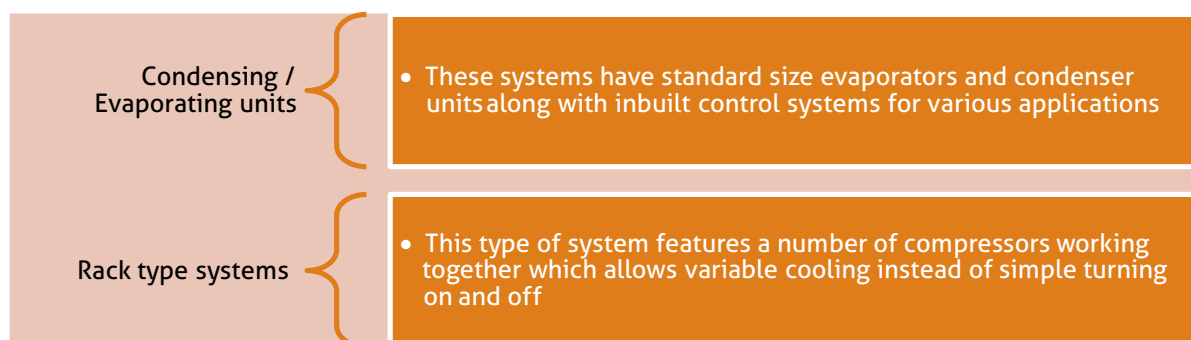 Condensing /
Evaporating units
• These systems have standard size evaporators and condenser
units along with inbuilt control systems for various applications
Rack type systems
• This type of system features a number of compressors working
together which allows variable cooling instead of simple turning
on and off